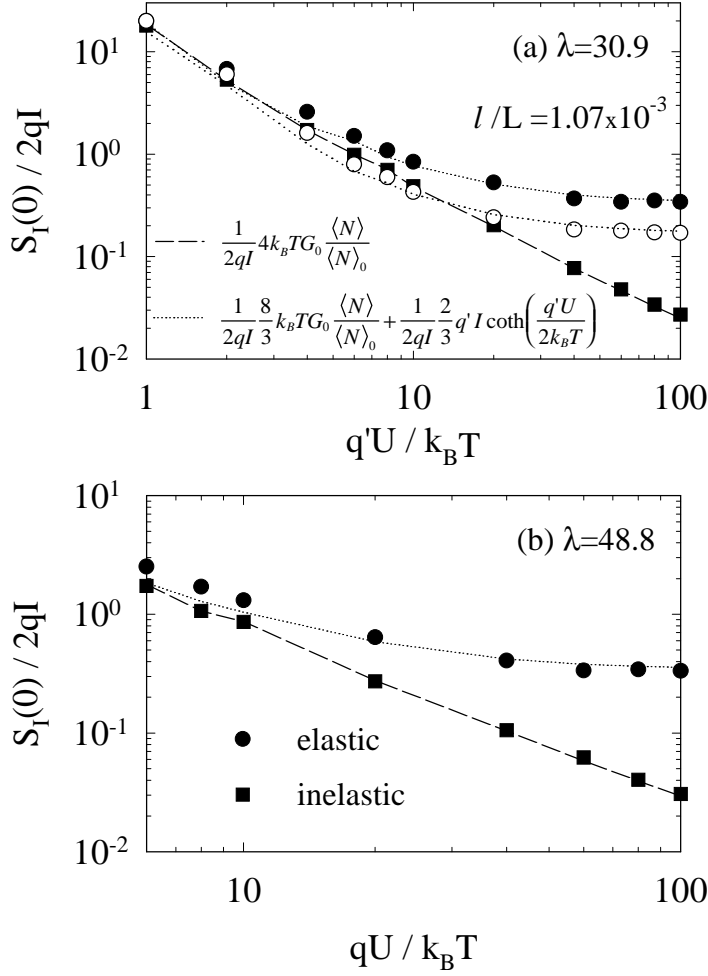 (a) λ=30.9
l/L =1.07x10^-3
S_I(0) / 2qI
10^1
10^0
10^-1
10^-2
1/2qI 4k_BTG_0 ⟨N⟩/⟨N⟩_0
1/2qI 8/3 k_BTG_0 ⟨N⟩/⟨N⟩_0 + 1/2qI 2/3 q' I coth(q'U/2k_BT)
1 10 100
q'U / k_BT
(b) λ=48.8
S_I(0) / 2qI
10^1
10^0
10^-1
10^-2
elastic
inelastic
10 100
qU / k_BT